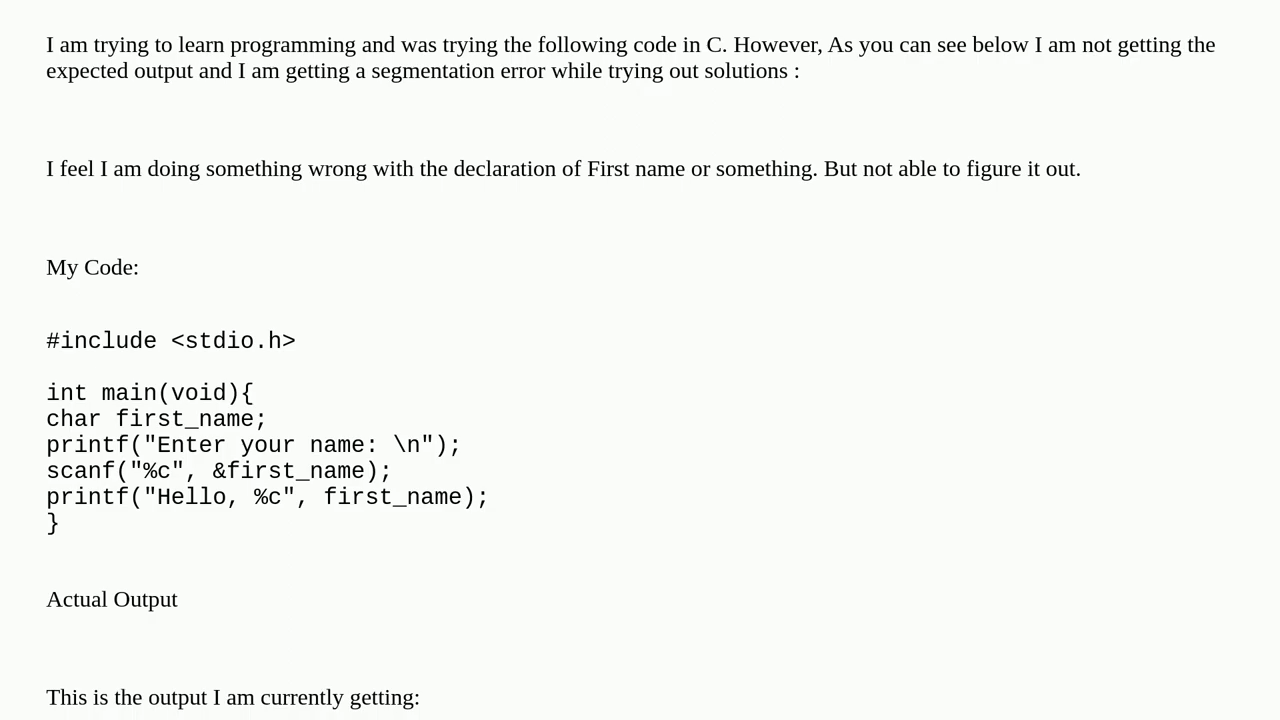 I am trying to learn programming and was trying the following code in C. However, As you can see below I am not getting the
expected output and I am getting a segmentation error while trying out solutions :
I feel I am doing something wrong with the declaration of First name or something. But not able to figure it out.
My Code:
#include <stdio.h>
int main(void){
char first_name;
printf("Enter your name: \n");
scanf("%c", &first_name);
printf("Hello, %c", first_name);
}
Actual Output
This is the output I am currently getting: